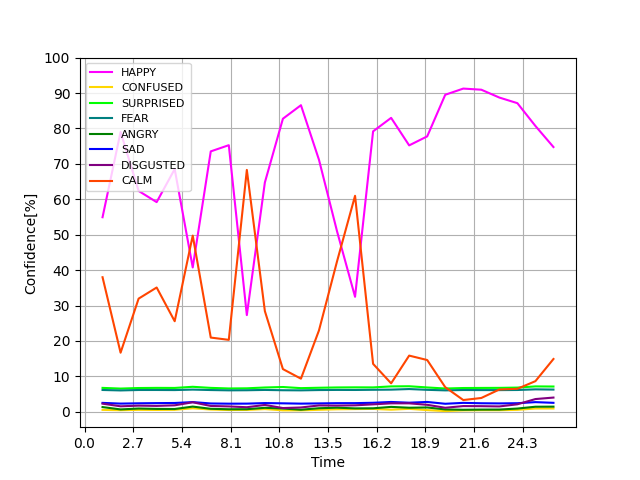 100
90
80
70
60
50
40
30
20
10
0
Confidence[%]
HAPPY
CONFUSED
SURPRISED
FEAR
ANGRY
SAD
DISGUSTED
CALM
0.0 2.7 5.4 8.1 10.8 13.5 16.2 18.9 21.6 24.3
Time